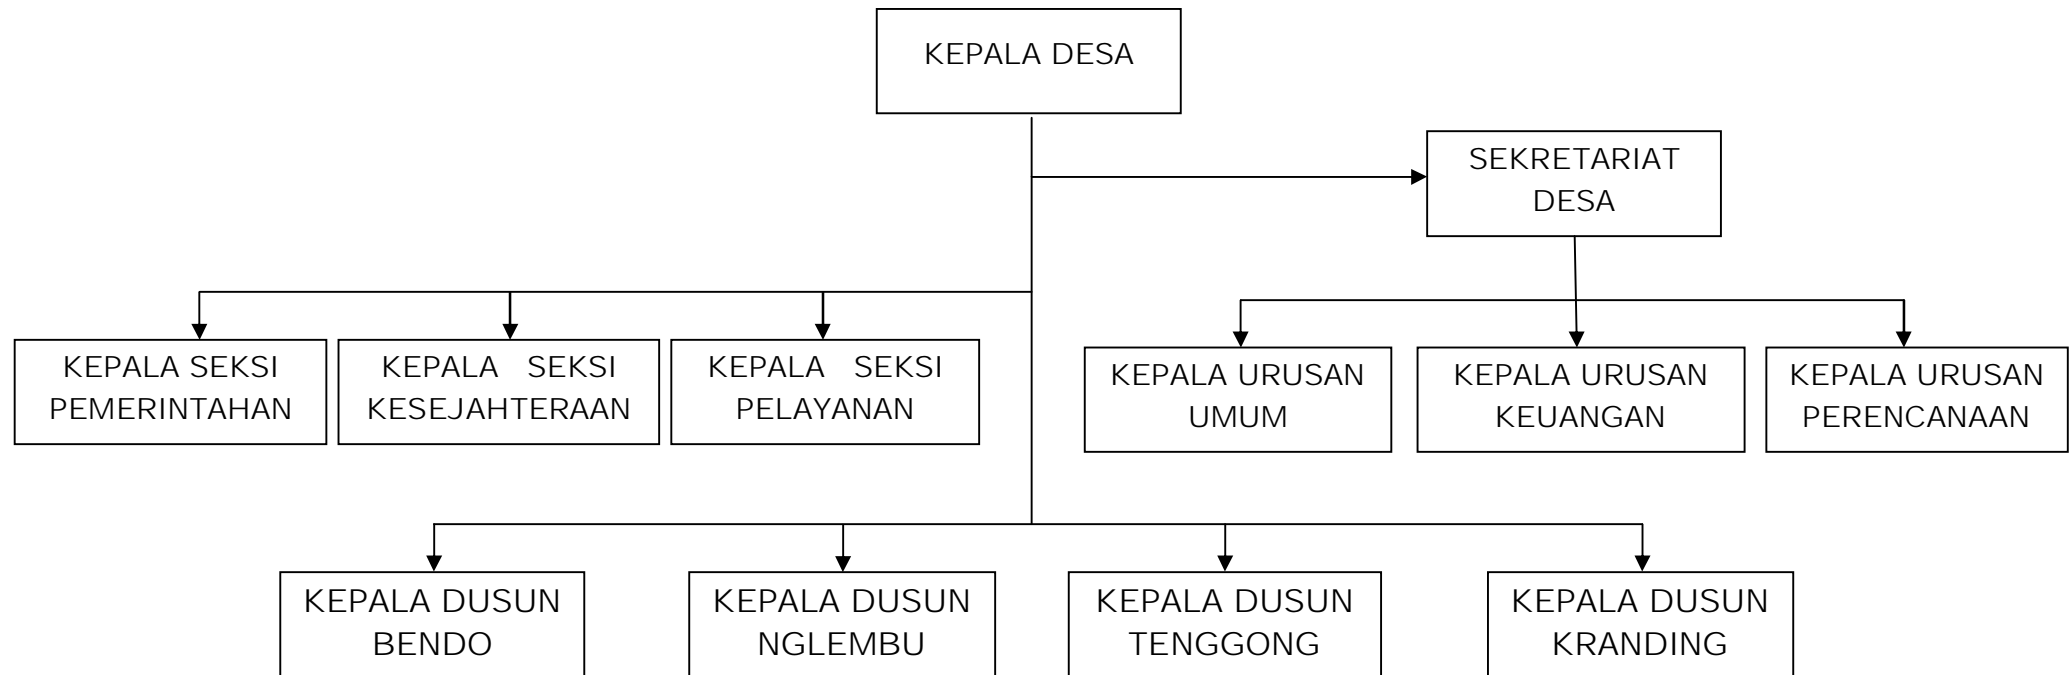 KEPALA DESA
SEKRETARIAT
DESA
KEPALA SEKSI
PEMERINTAHAN
KEPALA SEKSI
KESEJAHTERAAN
KEPALA SEKSI
PELAYANAN
KEPALA URUSAN
UMUM
KEPALA URUSAN
KEUANGAN
KEPALA URUSAN
PERENCANAAN
KEPALA DUSUN
BENDO
KEPALA DUSUN
NGLEMBU
KEPALA DUSUN
TENGGONG
KEPALA DUSUN
KRANDING